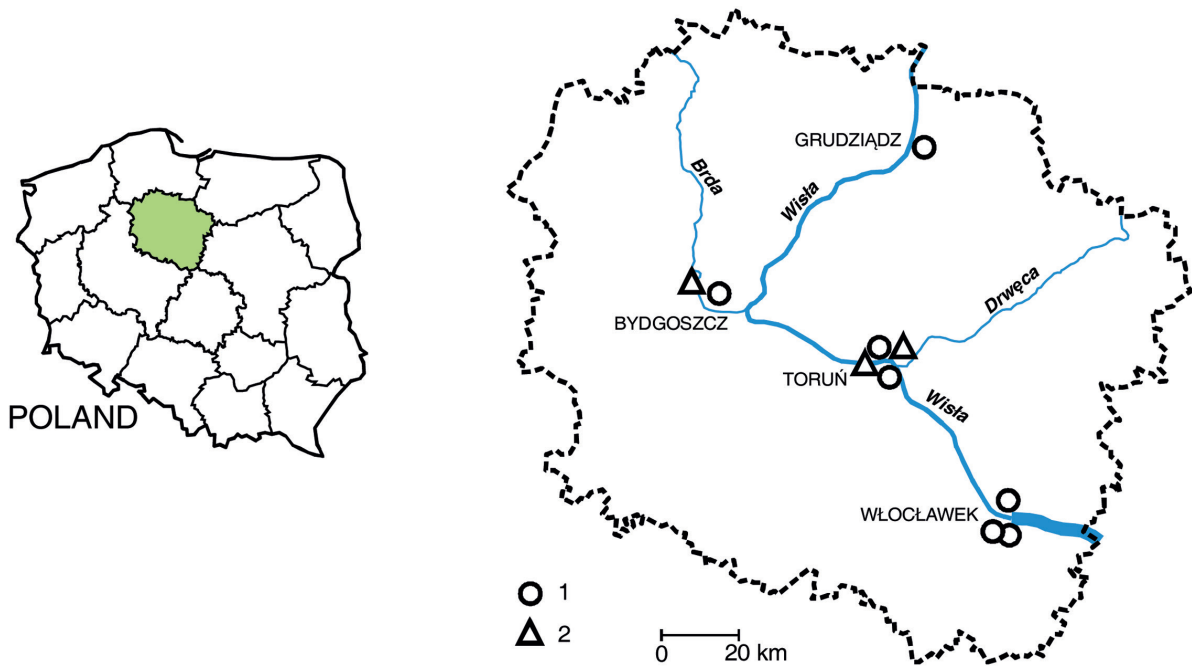 POLAND
GRUDZIĄDZ
Brda
Wisła
Drwęca
BYDGOSZCZ
TORUŃ
Wisła
WŁOCŁAWEK
1
2
0 20 km